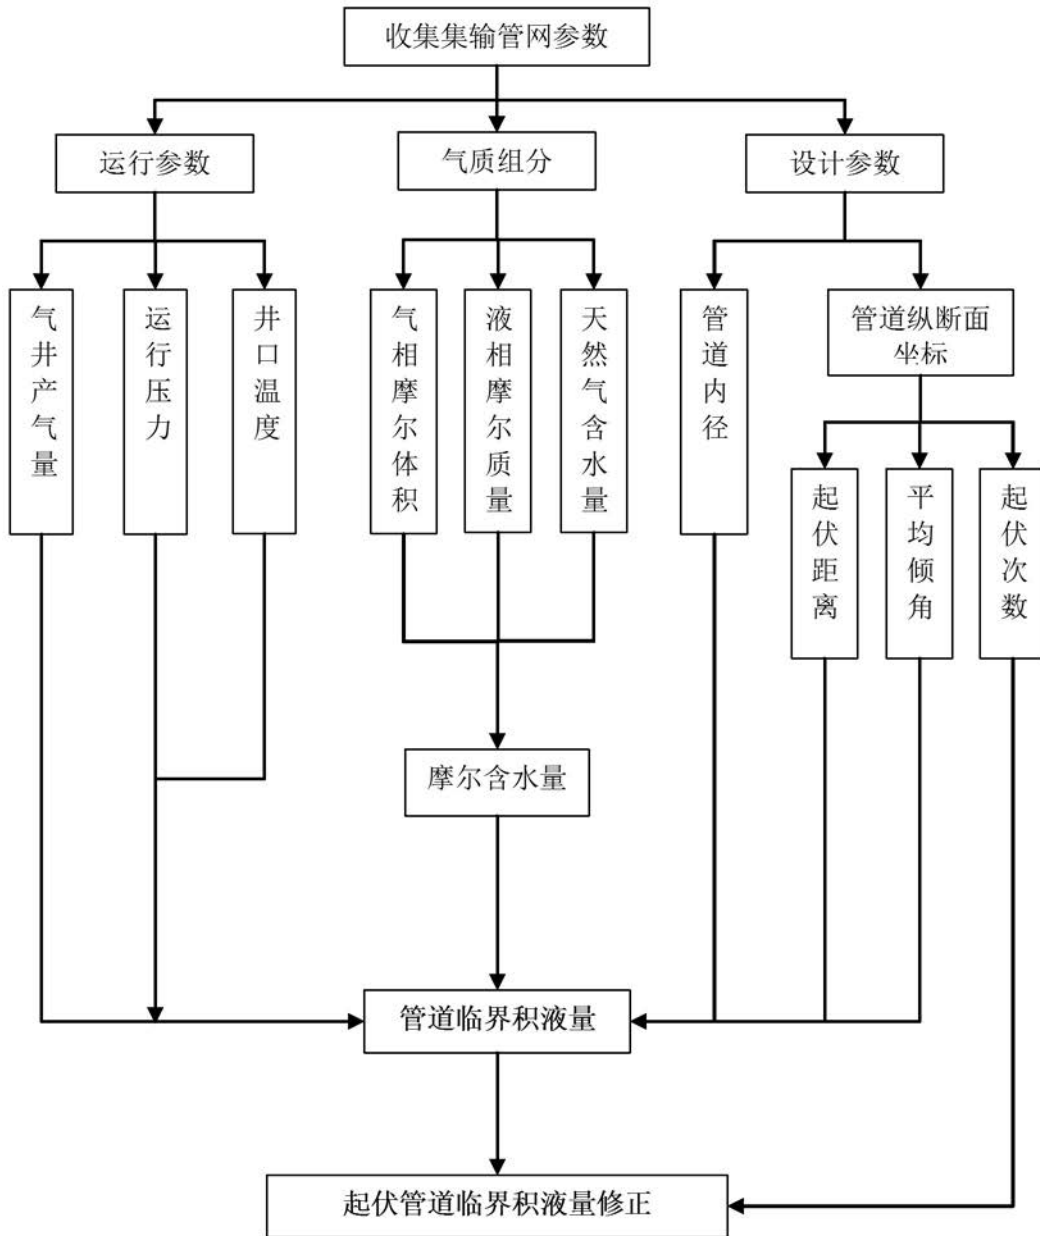 收集集输管网参数
运行参数
气质组分
设计参数
气井产气量
运行压力
井口温度
气相摩尔体积
液相摩尔质量
天然气含水量
管道内径
管道纵断面
坐标
起伏距离
平均倾角
起伏次数
摩尔含水量
管道临界积液量
起伏管道临界积液量修正